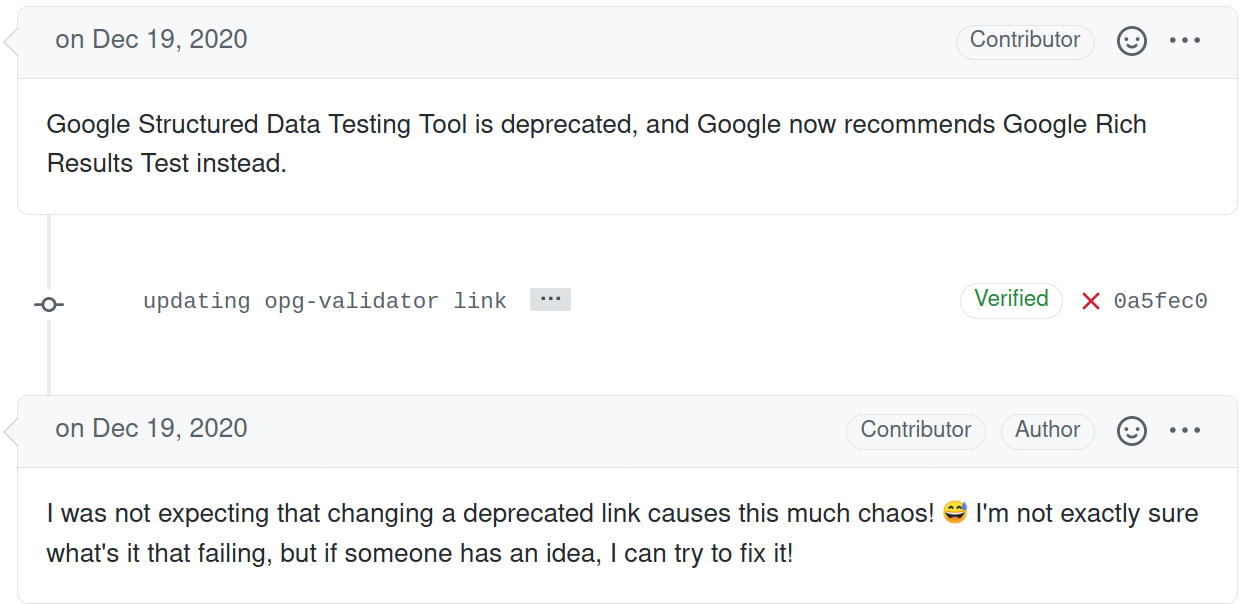 on Dec 19, 2020 Contributor ...
Google Structured Data Testing Tool is deprecated, and Google now recommends Google Rich
Results Test instead.
updating opg-validator link ... Verified 0a5fec0
on Dec 19, 2020 Contributor Author ...
I was not expecting that changing a deprecated link causes this much chaos! 😅 I'm not exactly sure
what's it that failing, but if someone has an idea, I can try to fix it!